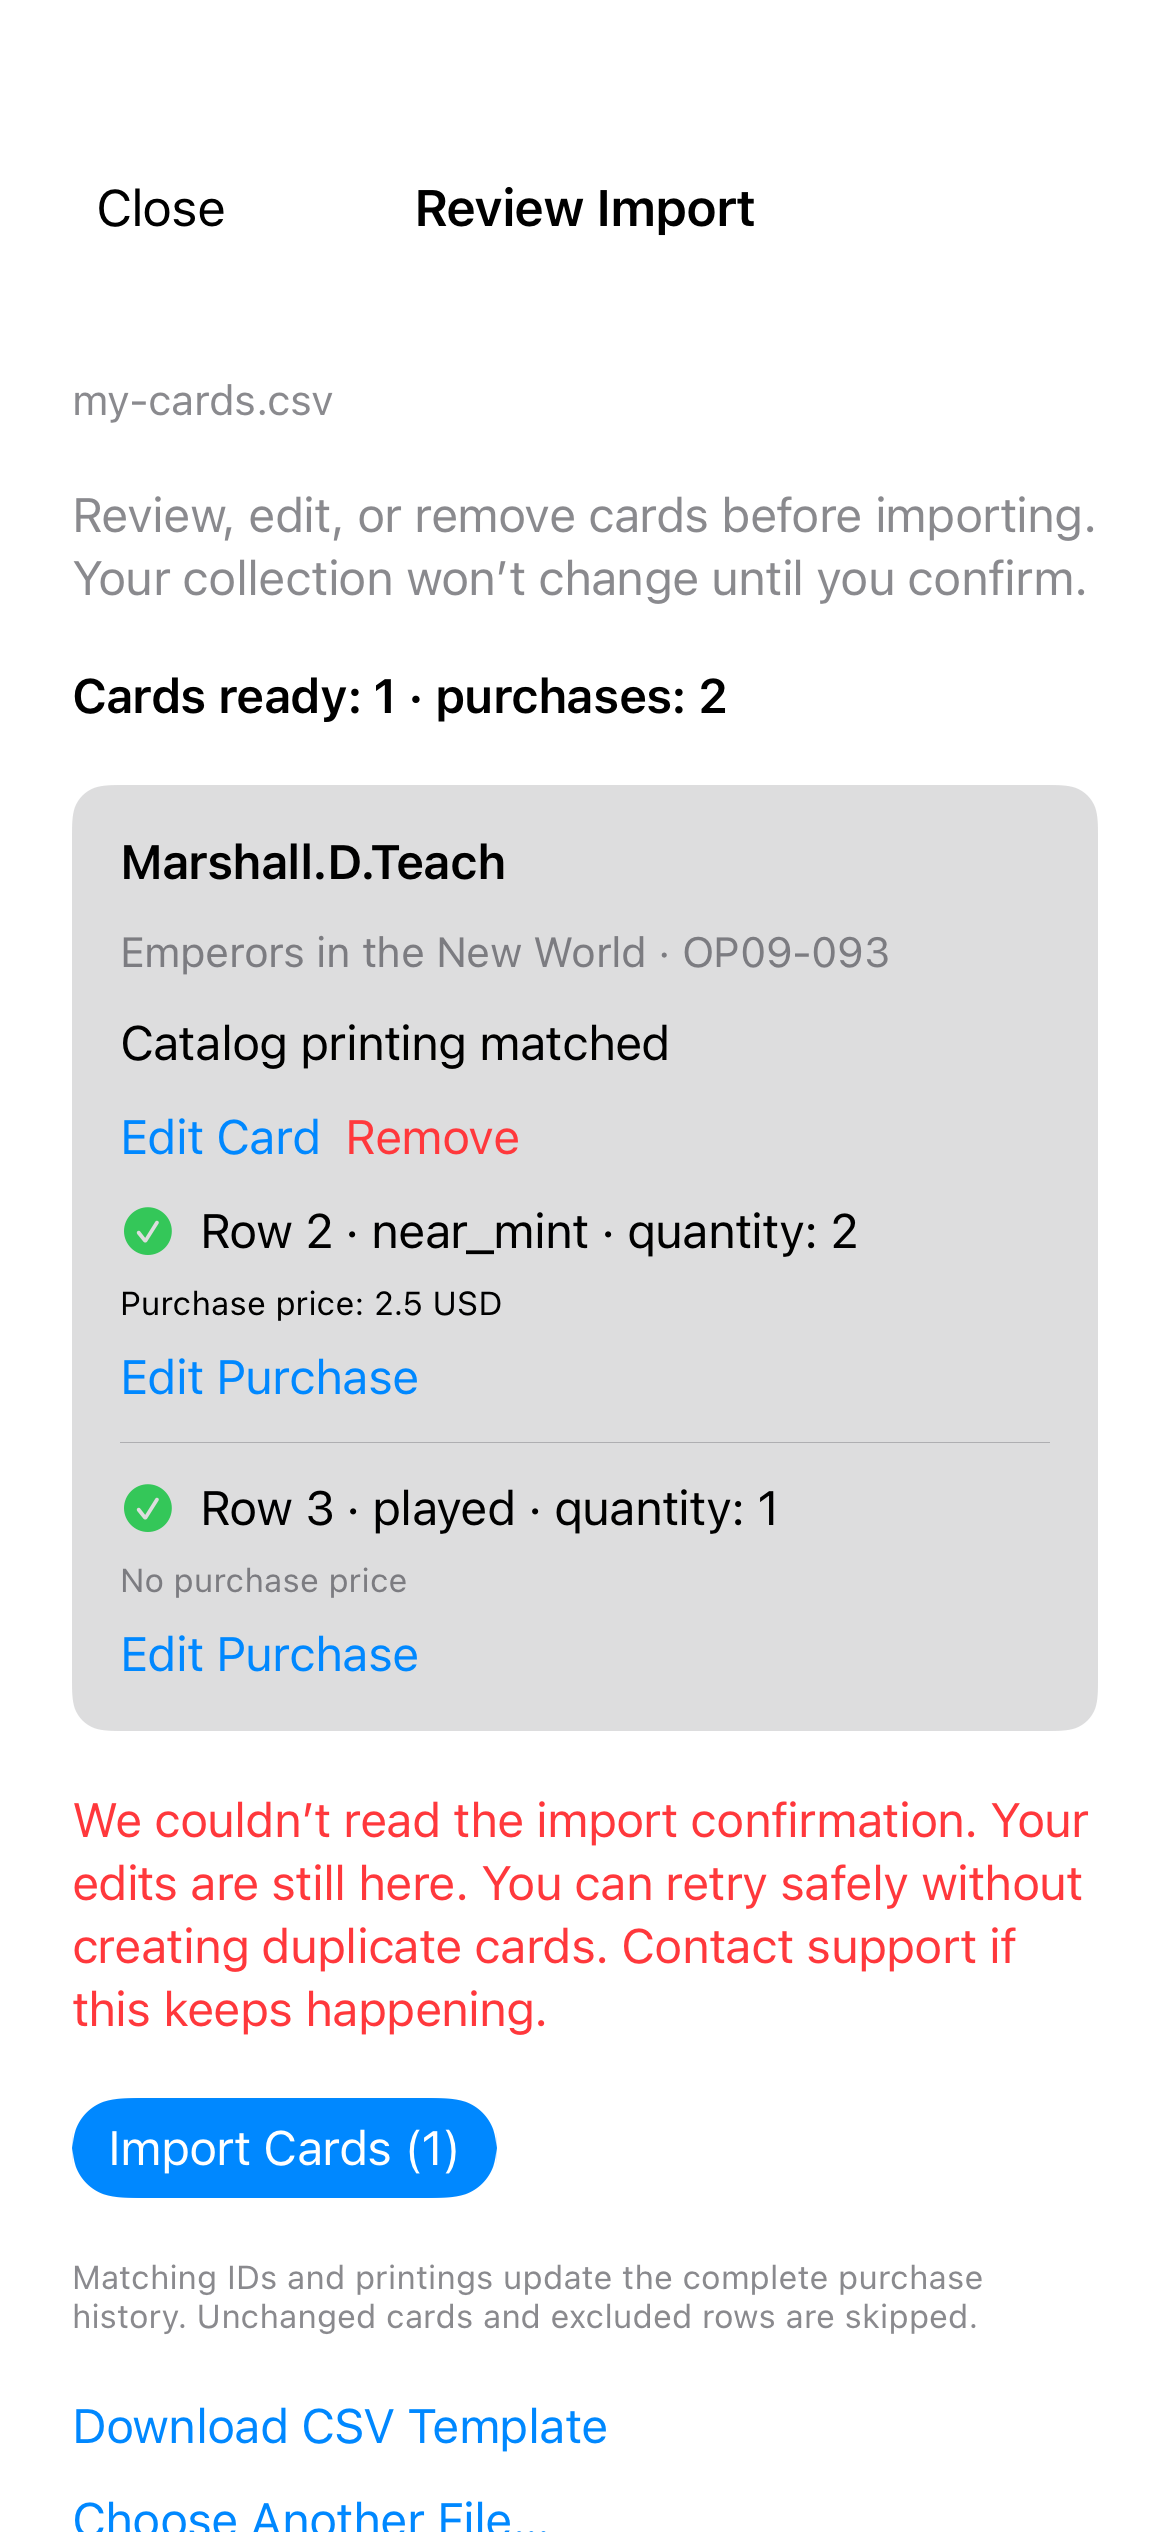 Close
Review Import
my-cards.csv
Review, edit, or remove cards before importing.
Your collection won’t change until you confirm.
Cards ready: 1 · purchases: 2
Marshall.D.Teach
Emperors in the New World · OP09-093
Catalog printing matched
Edit Card Remove
Row 2 · near_mint · quantity: 2
Purchase price: 2.5 USD
Edit Purchase
Row 3 · played · quantity: 1
No purchase price
Edit Purchase
We couldn’t read the import confirmation. Your
edits are still here. You can retry safely without
creating duplicate cards. Contact support if
this keeps happening.
Import Cards (1)
Matching IDs and printings update the complete purchase
history. Unchanged cards and excluded rows are skipped.
Download CSV Template
Choose Another File...